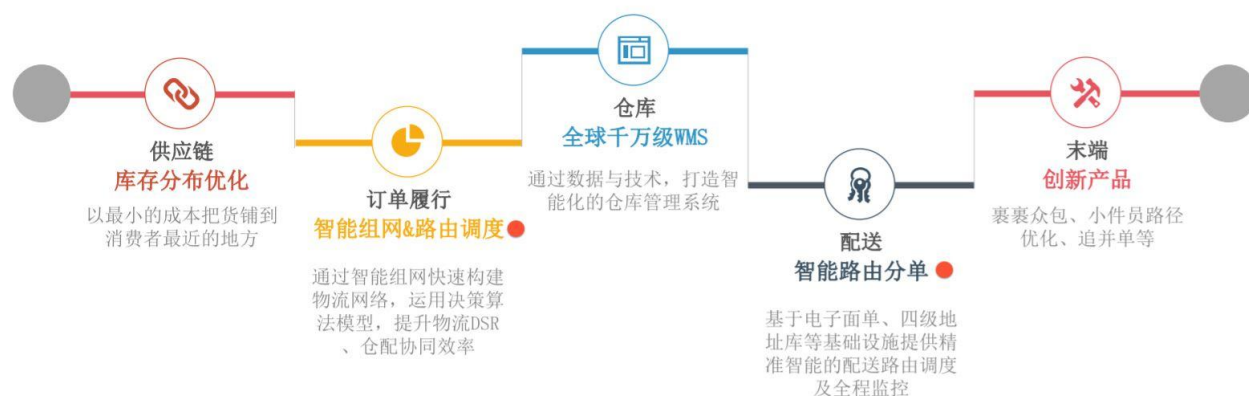 供应链
库存分布优化
以最小的成本把货铺到
消费者最近的地方
订单履行
智能组网&路由调度
通过智能组网快速构建
物流网络，运用决策算
法模型，提升物流DSR
、仓配协同效率
仓库
全球千万级WMS
通过数据与技术，打造智
能化的仓库管理系统
配送
智能路由分单
基于电子面单、四级地
址库等基础设施提供精
准智能的配送路由调度
及全程监控
末端
创新产品
裹裹众包、小件员路径
优化、追并单等